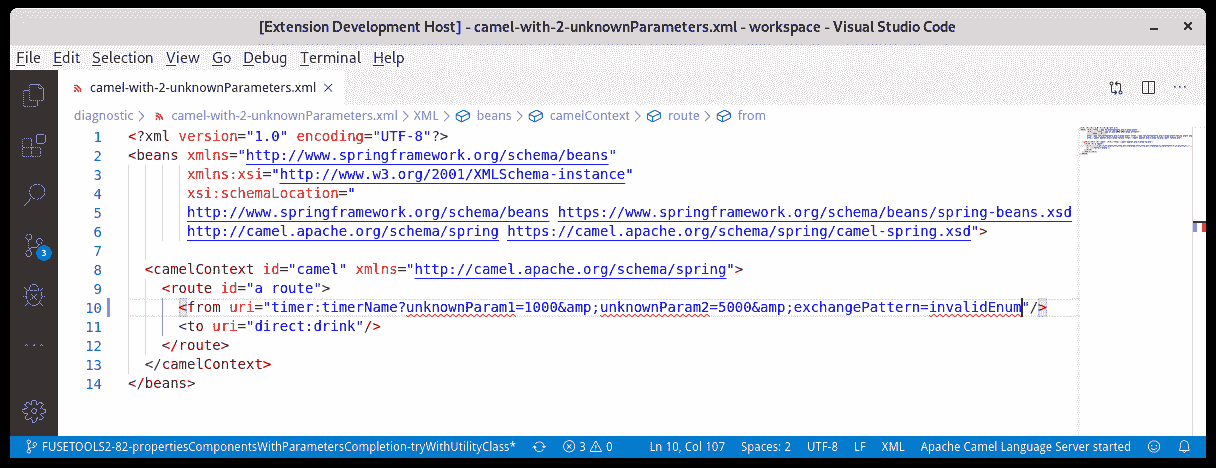 [Extension Development Host] - camel-with-2-unknownParameters.xml - workspace - Visual Studio Code
File Edit Selection View Go Debug Terminal Help
camel-with-2-unknownParameters.xml
diagnostic > camel-with-2-unknownParameters.xml > XML > beans > camelContext > route > from
1 <?xml version="1.0" encoding="UTF-8"?>
2 <beans xmlns="http://www.springframework.org/schema/beans"
3 xmlns:xsi="http://www.w3.org/2001/XMLSchema-instance"
4 xsi:schemaLocation="
5 http://www.springframework.org/schema/beans https://www.springframework.org/schema/beans/spring-beans.xsd
6 http://camel.apache.org/schema/spring https://camel.apache.org/schema/spring/camel-spring.xsd">
7
8 <camelContext id="camel" xmlns="http://camel.apache.org/schema/spring">
9 <route id="a route">
10 <from uri="timer:timerName?unknownParam1=1000&amp;unknownParam2=5000&amp;exchangePattern=invalidEnum"/>
11 <to uri="direct:drink"/>
12 </route>
13 </camelContext>
14 </beans>
3
FUSETOOLS2-82-propertiesComponentsWithParametersCompletion-tryWithUtilityClass* 3 0 Ln 10, Col 107 Spaces: 2 UTF-8 LF XML Apache Camel Language Server started